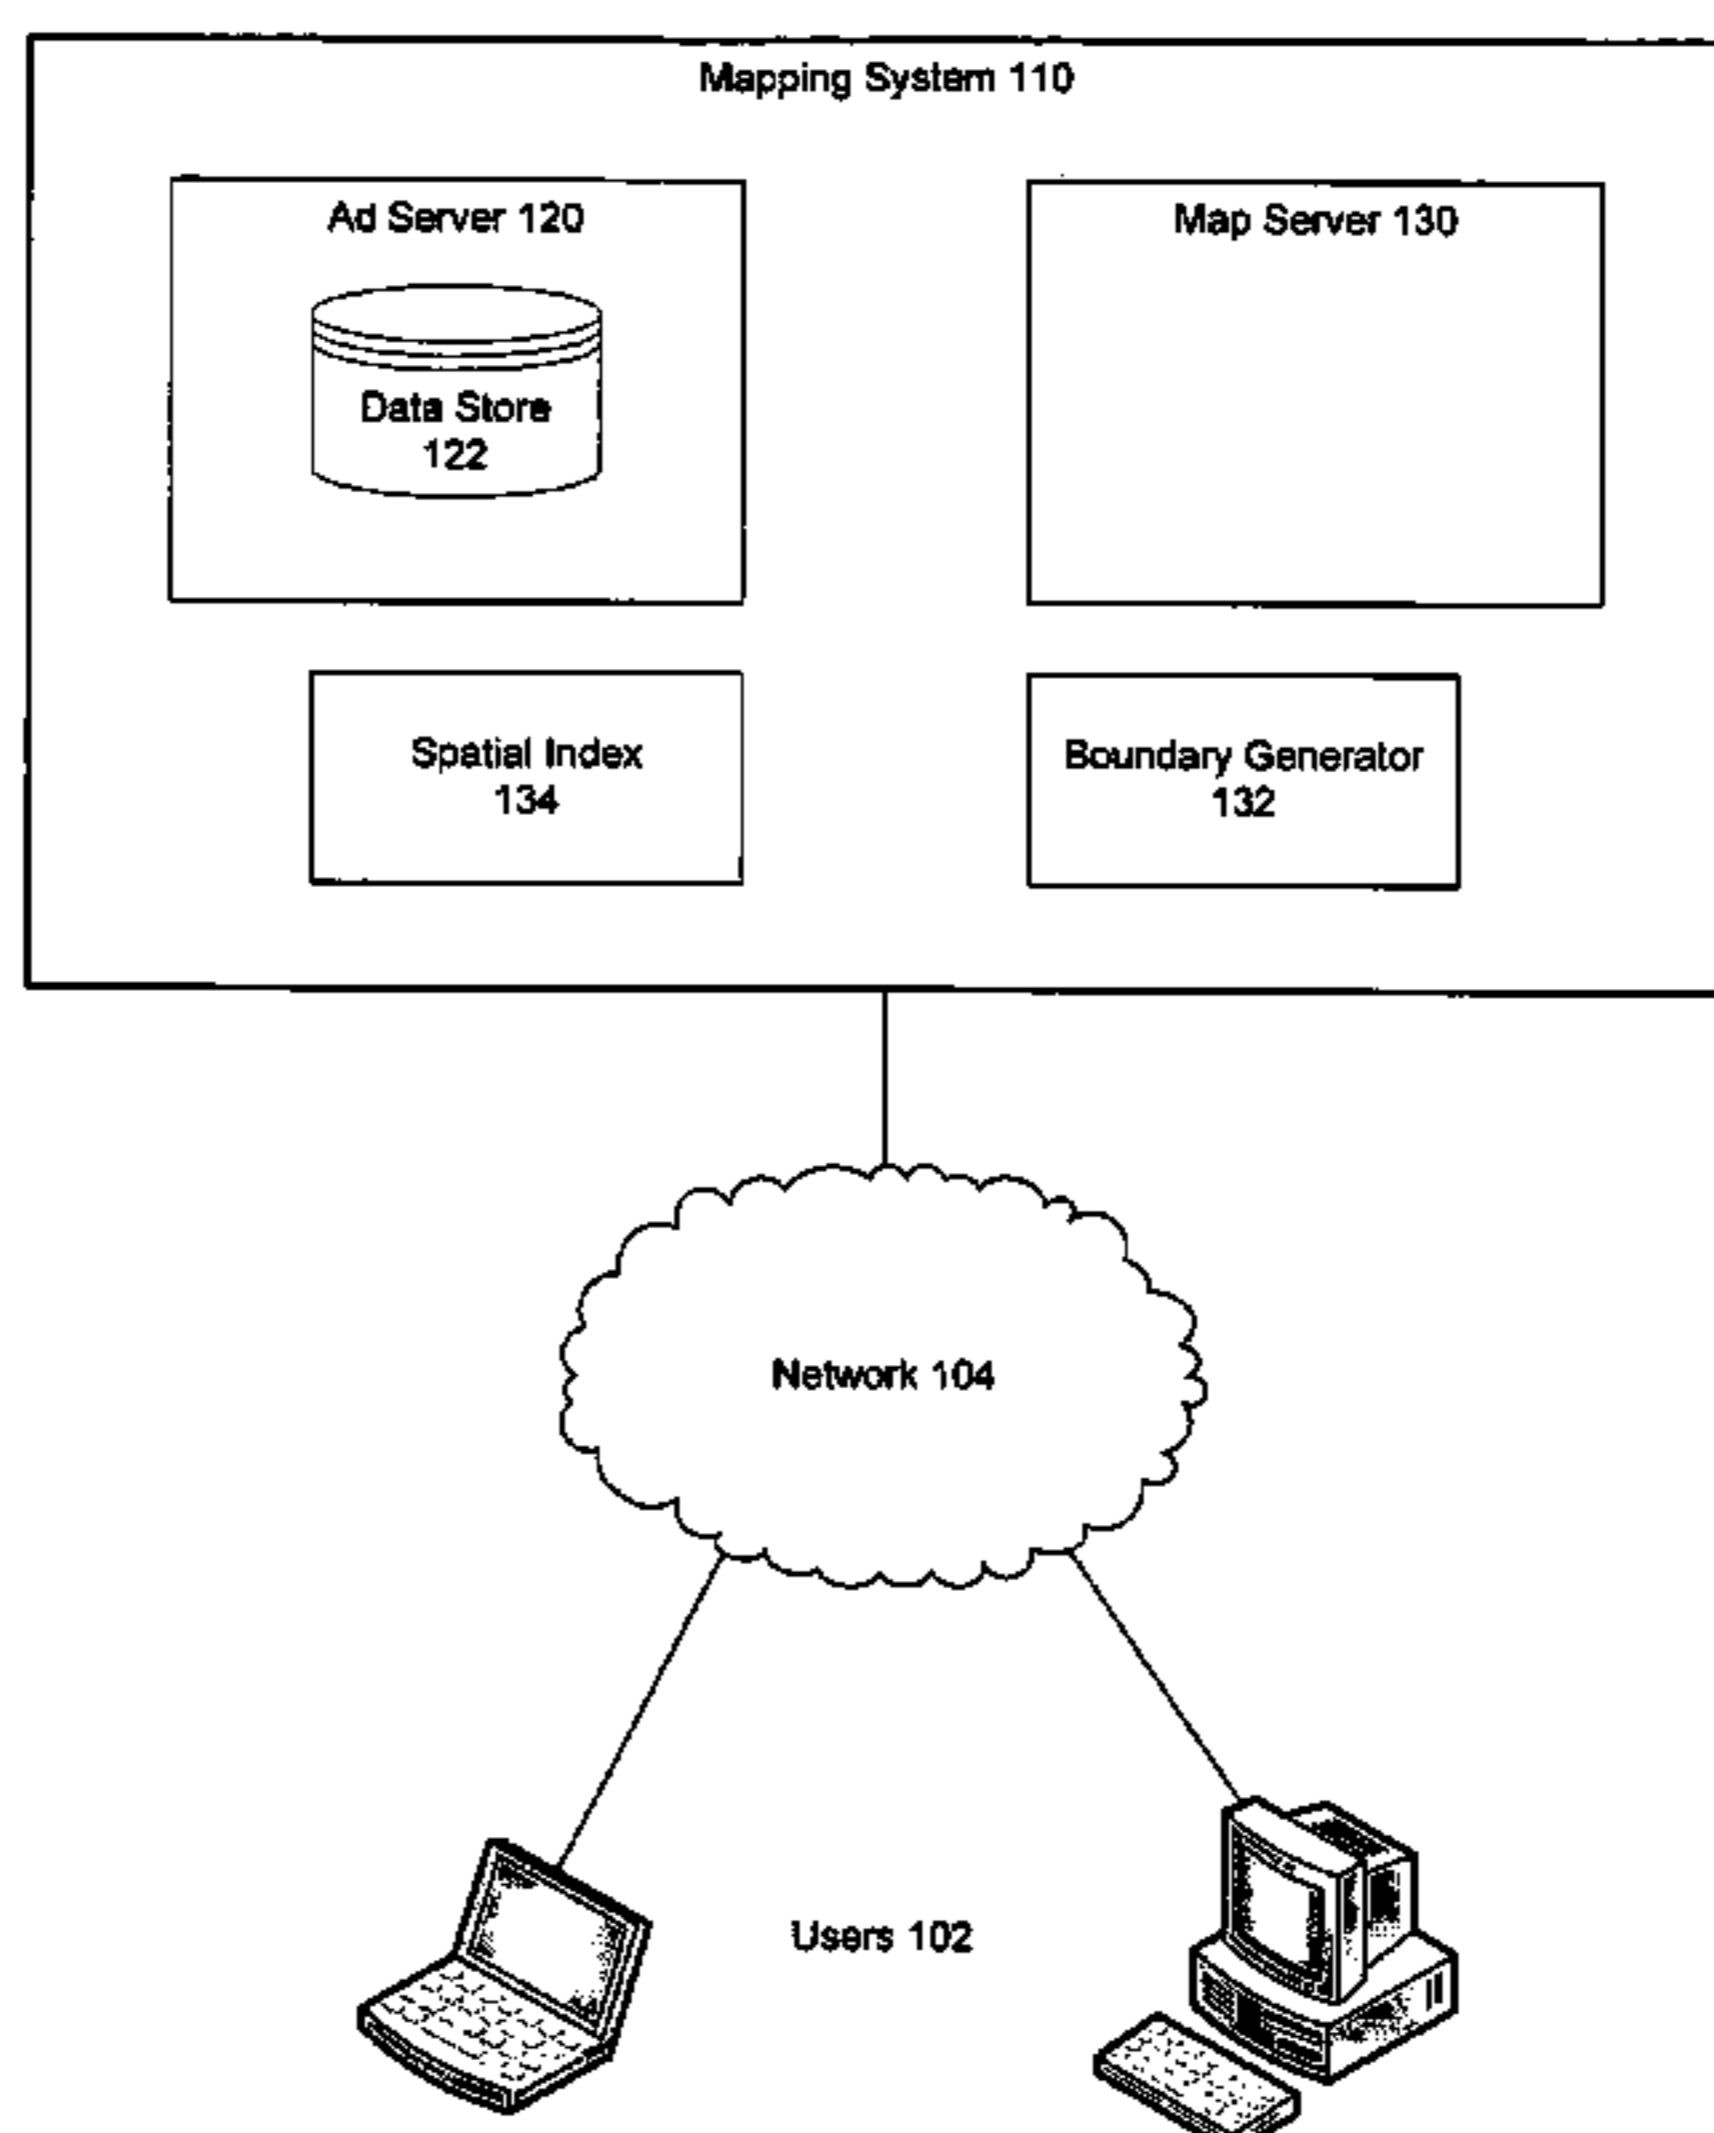 Mapping System 110
Ad Server 120
Map Server 130
Data Store
122
Spatial Index
134
Boundary Generator
132
Network 104
Users 102